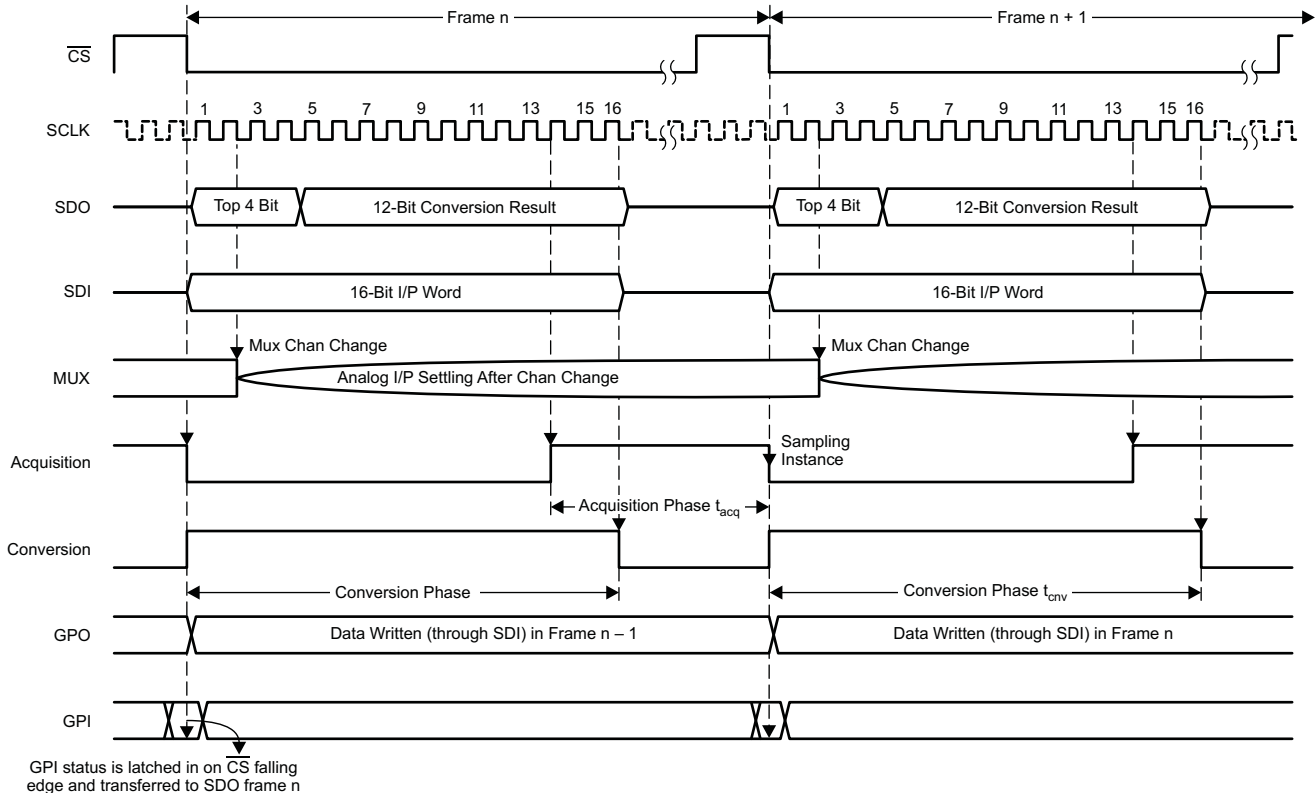 Frame n
Frame n + 1
CS
1 3 5 7 9 11 13 15 16
1 3 5 7 9 11 13 15 16
SCLK
SDO
Top 4 Bit
12-Bit Conversion Result
Top 4 Bit
12-Bit Conversion Result
SDI
16-Bit I/P Word
16-Bit I/P Word
Mux Chan Change
Mux Chan Change
MUX
Analog I/P Settling After Chan Change
Acquisition
Sampling
Instance
Acquisition Phase tacq
Conversion
Conversion Phase
Conversion Phase tcnv
GPO
Data Written (through SDI) in Frame n – 1
Data Written (through SDI) in Frame n
GPI
GPI status is latched in on CS falling
edge and transferred to SDO frame n